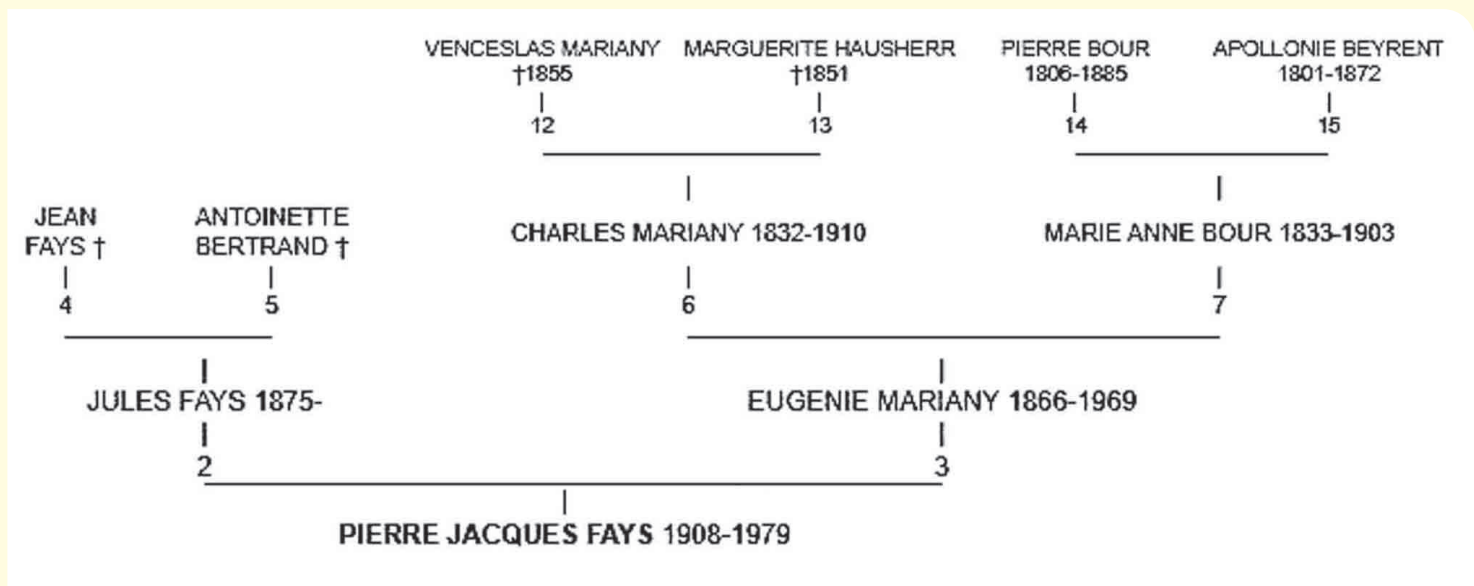 VENCESLAS MARIANY MARGUERITE HAUSHERR PIERRE BOUR APOLLONIE BEYRENT
†1855 †1851 1806-1885 1801-1872
12 13 14 15
JEAN ANTOINETTE
FAYS † BERTRAND † CHARLES MARIANY 1832-1910 MARIE ANNE BOUR 1833-1903
4 5 6 7
JULES FAYS 1875- EUGENIE MARIANY 1866-1969
2 3
PIERRE JACQUES FAYS 1908-1979